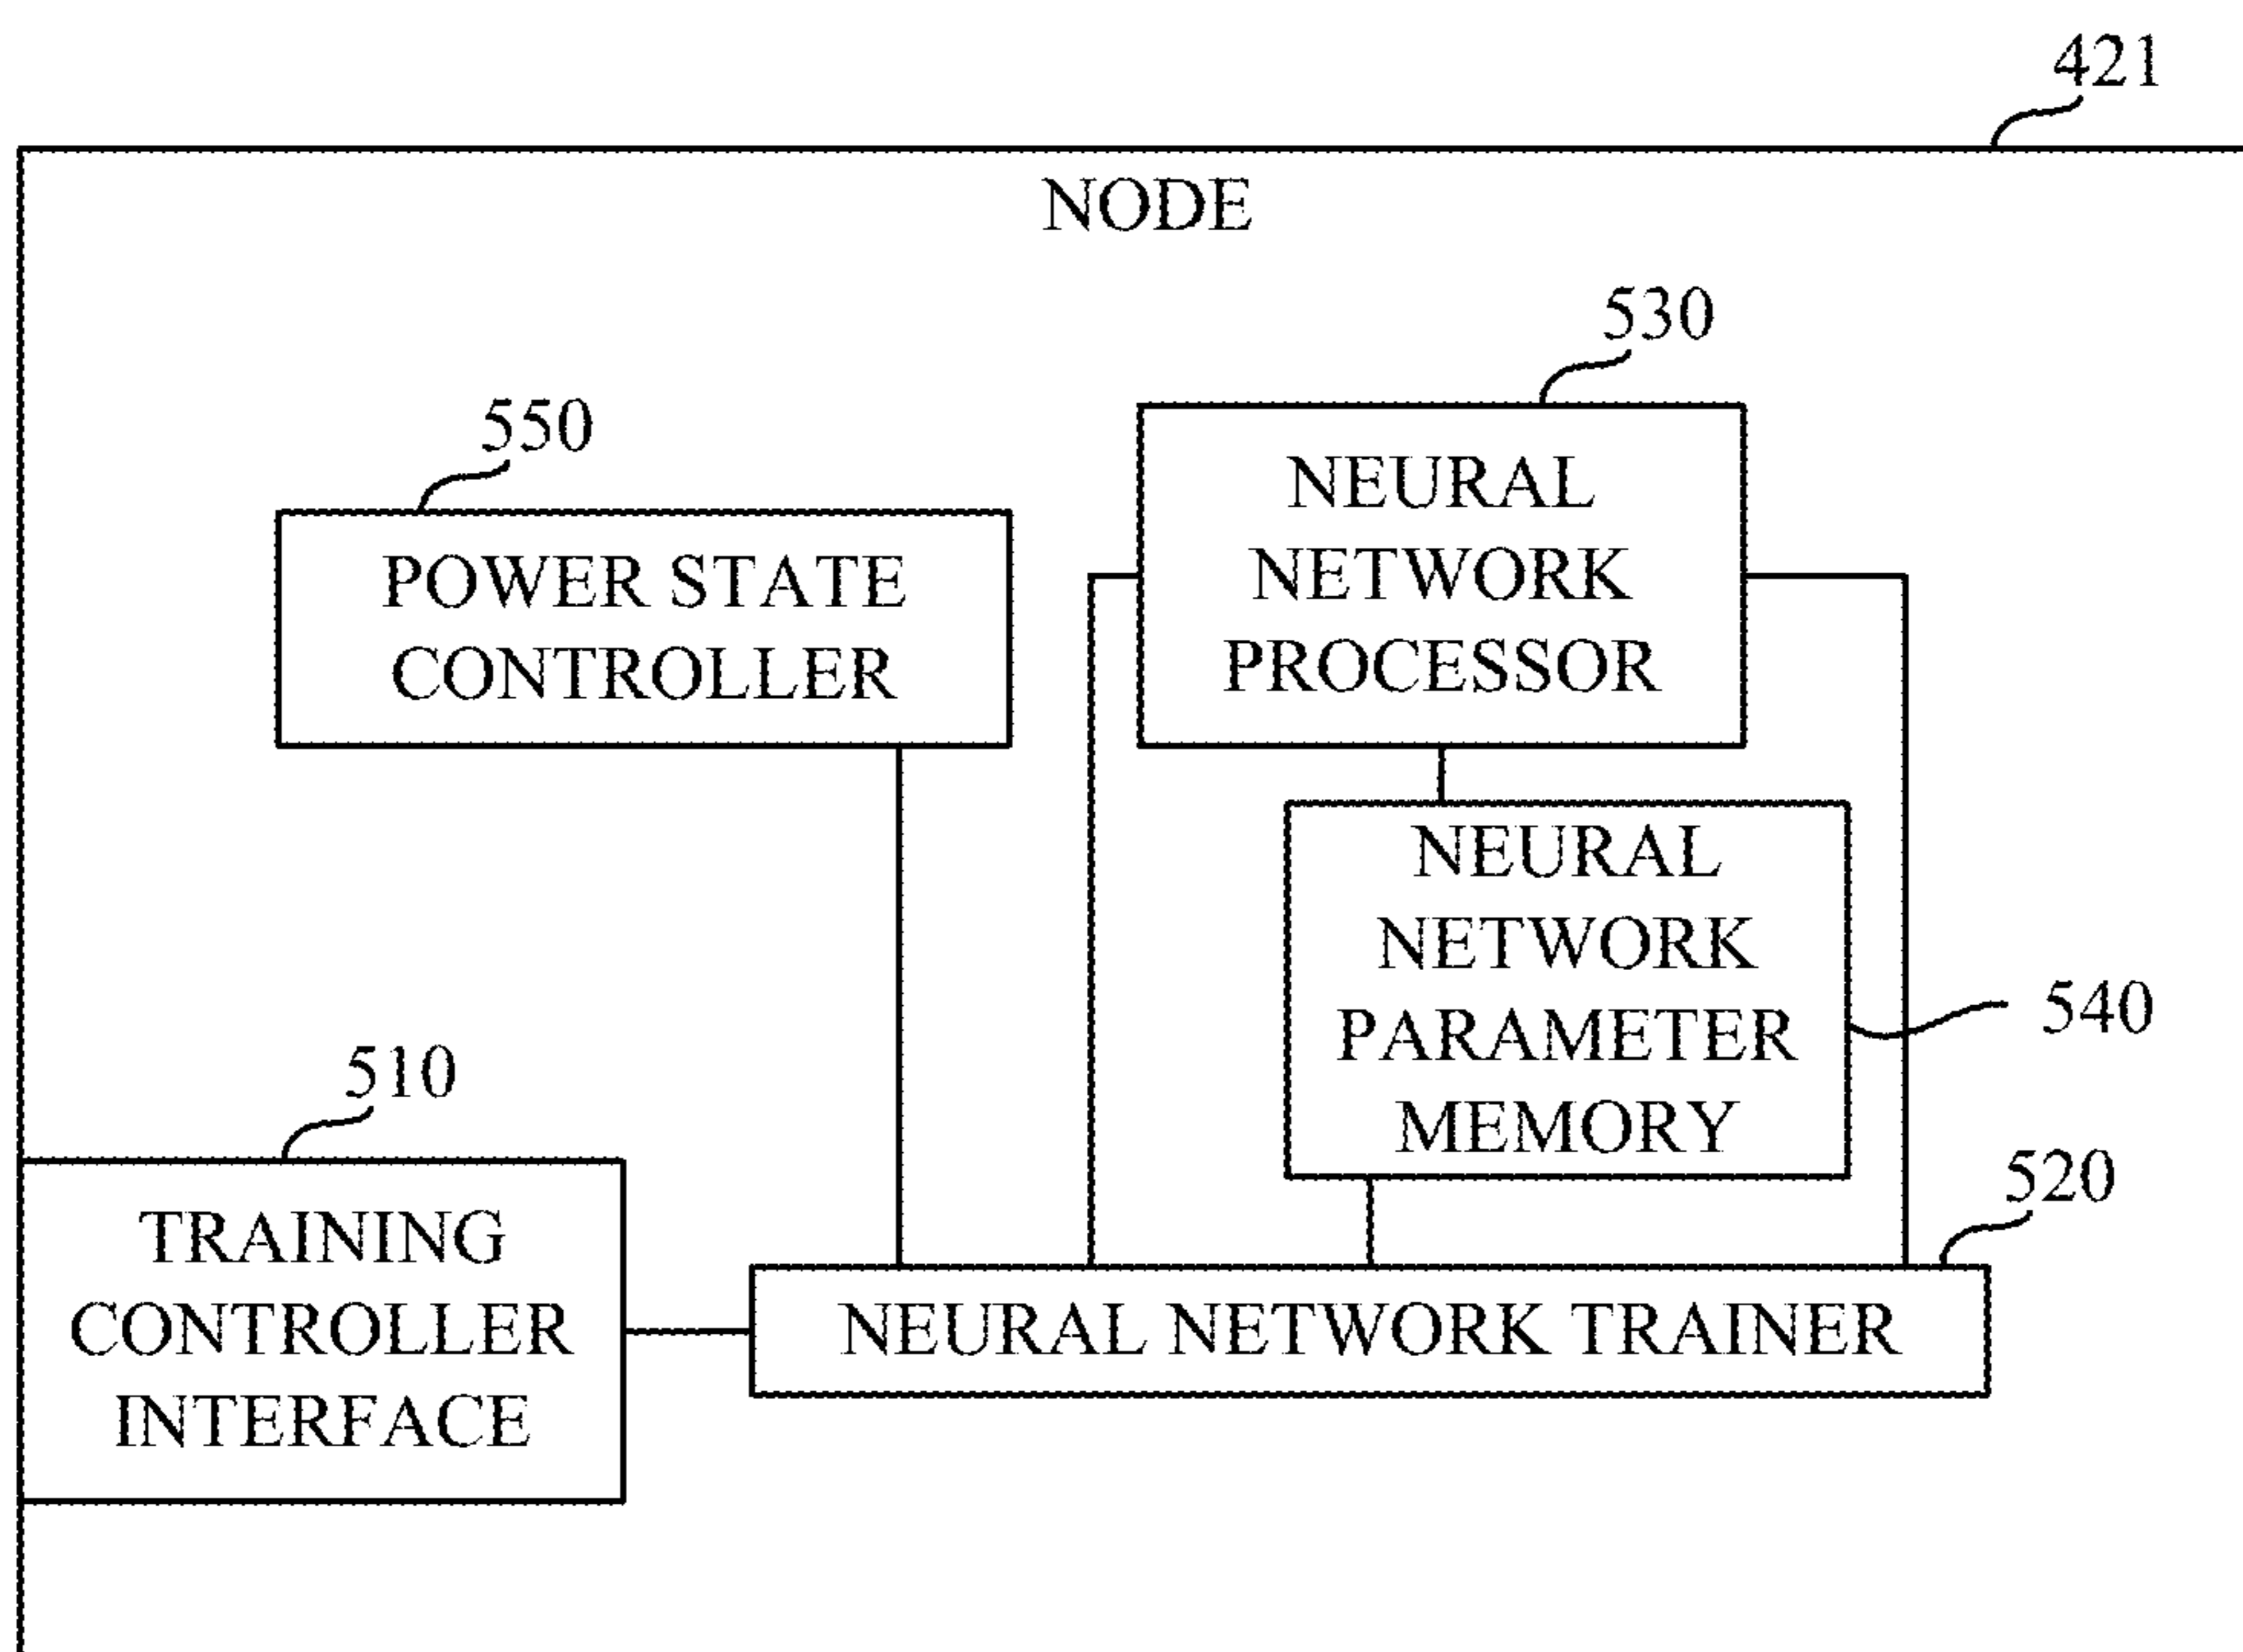 421
NODE
530
550
NEURAL
NETWORK
PROCESSOR
POWER STATE
CONTROLLER
NEURAL
NETWORK
PARAMETER
MEMORY
540
510
520
TRAINING
CONTROLLER
INTERFACE
NEURAL NETWORK TRAINER